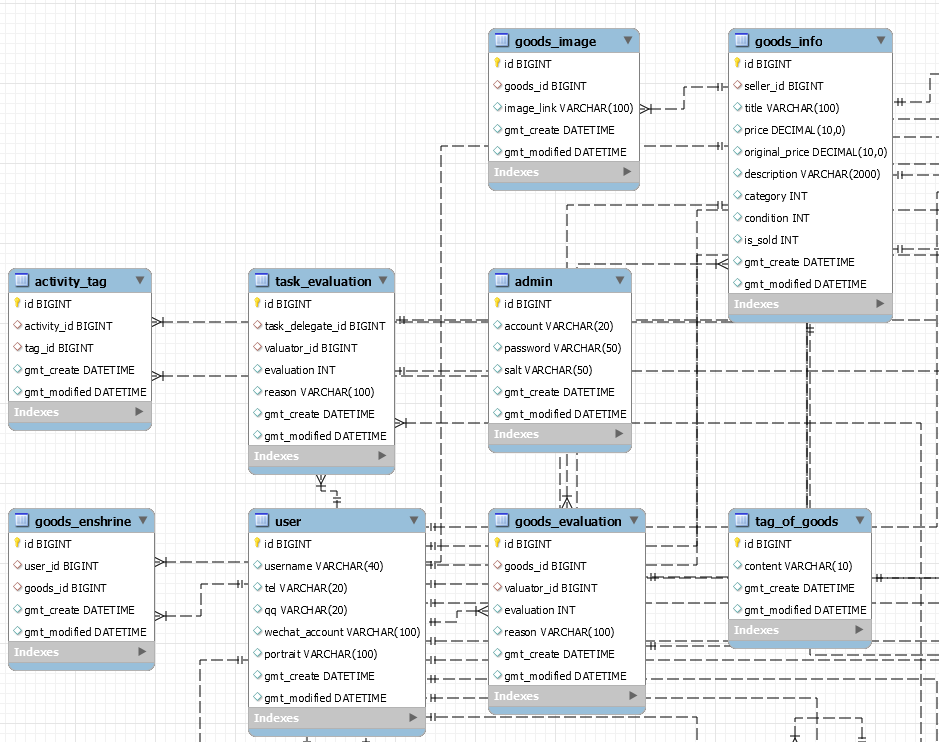 goods_image
id BIGINT
goods_id BIGINT
image_link VARCHAR(100)
gmt_create DATETIME
gmt_modified DATETIME
Indexes
goods_info
id BIGINT
seller_id BIGINT
title VARCHAR(100)
price DECIMAL(10,0)
original_price DECIMAL(10,0)
description VARCHAR(2000)
category INT
condition INT
is_sold INT
gmt_create DATETIME
gmt_modified DATETIME
Indexes
activity_tag
id BIGINT
activity_id BIGINT
tag_id BIGINT
gmt_create DATETIME
gmt_modified DATETIME
Indexes
task_evaluation
id BIGINT
task_delegate_id BIGINT
valuator_id BIGINT
evaluation INT
reason VARCHAR(100)
gmt_create DATETIME
gmt_modified DATETIME
Indexes
admin
id BIGINT
account VARCHAR(20)
password VARCHAR(50)
salt VARCHAR(50)
gmt_create DATETIME
gmt_modified DATETIME
Indexes
goods_enshrine
id BIGINT
user_id BIGINT
goods_id BIGINT
gmt_create DATETIME
gmt_modified DATETIME
Indexes
user
id BIGINT
username VARCHAR(40)
tel VARCHAR(20)
qq VARCHAR(20)
wechat_account VARCHAR(100)
portrait VARCHAR(100)
gmt_create DATETIME
gmt_modified DATETIME
Indexes
goods_evaluation
id BIGINT
goods_id BIGINT
valuator_id BIGINT
evaluation INT
reason VARCHAR(100)
gmt_create DATETIME
gmt_modified DATETIME
Indexes
tag_of_goods
id BIGINT
content VARCHAR(10)
gmt_create DATETIME
gmt_modified DATETIME
Indexes